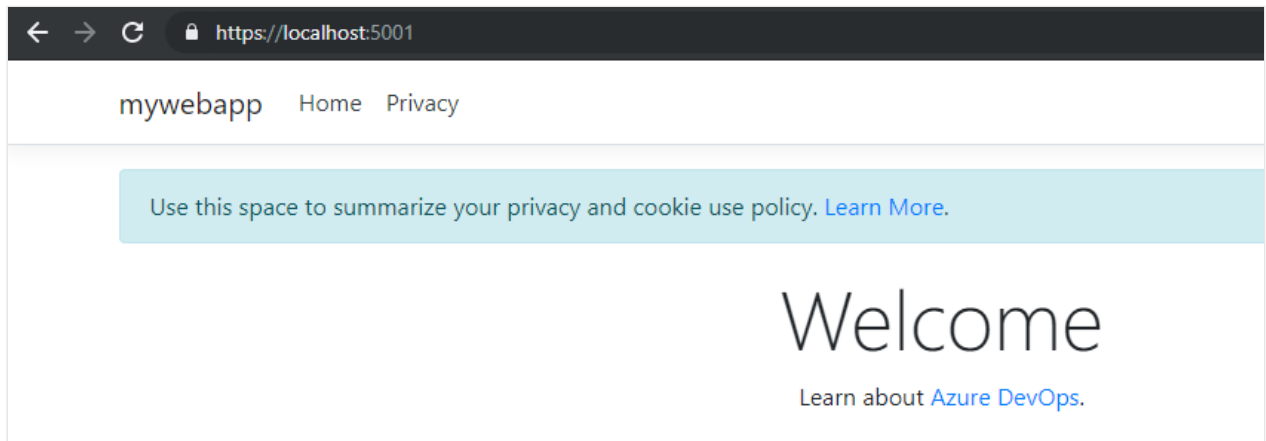 https://localhost:5001
mywebapp Home Privacy
Use this space to summarize your privacy and cookie use policy. Learn More.
Welcome
Learn about Azure DevOps.